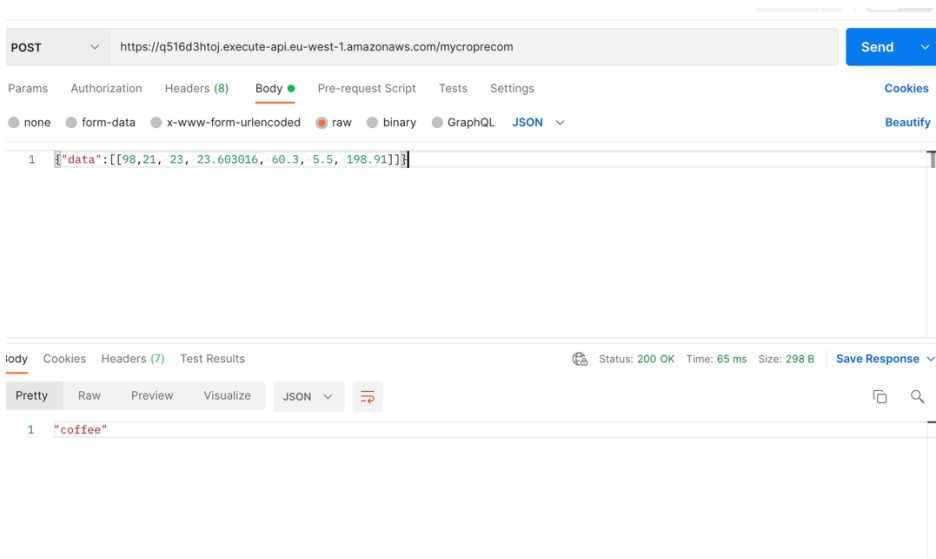 POST https://q516d3htoj.execute-api.eu-west-1.amazonaws.com/mycroprecom Send
Params Authorization Headers (8) Body Pre-request Script Tests Settings Cookies
none form-data x-www-form-urlencoded raw binary GraphQL JSON Beautify
1 {"data":[[98,21, 23, 23.603016, 60.3, 5.5, 198.91]]}
Body Cookies Headers (7) Test Results Status: 200 OK Time: 65 ms Size: 298 B Save Response
Pretty Raw Preview Visualize JSON
1 "coffee"